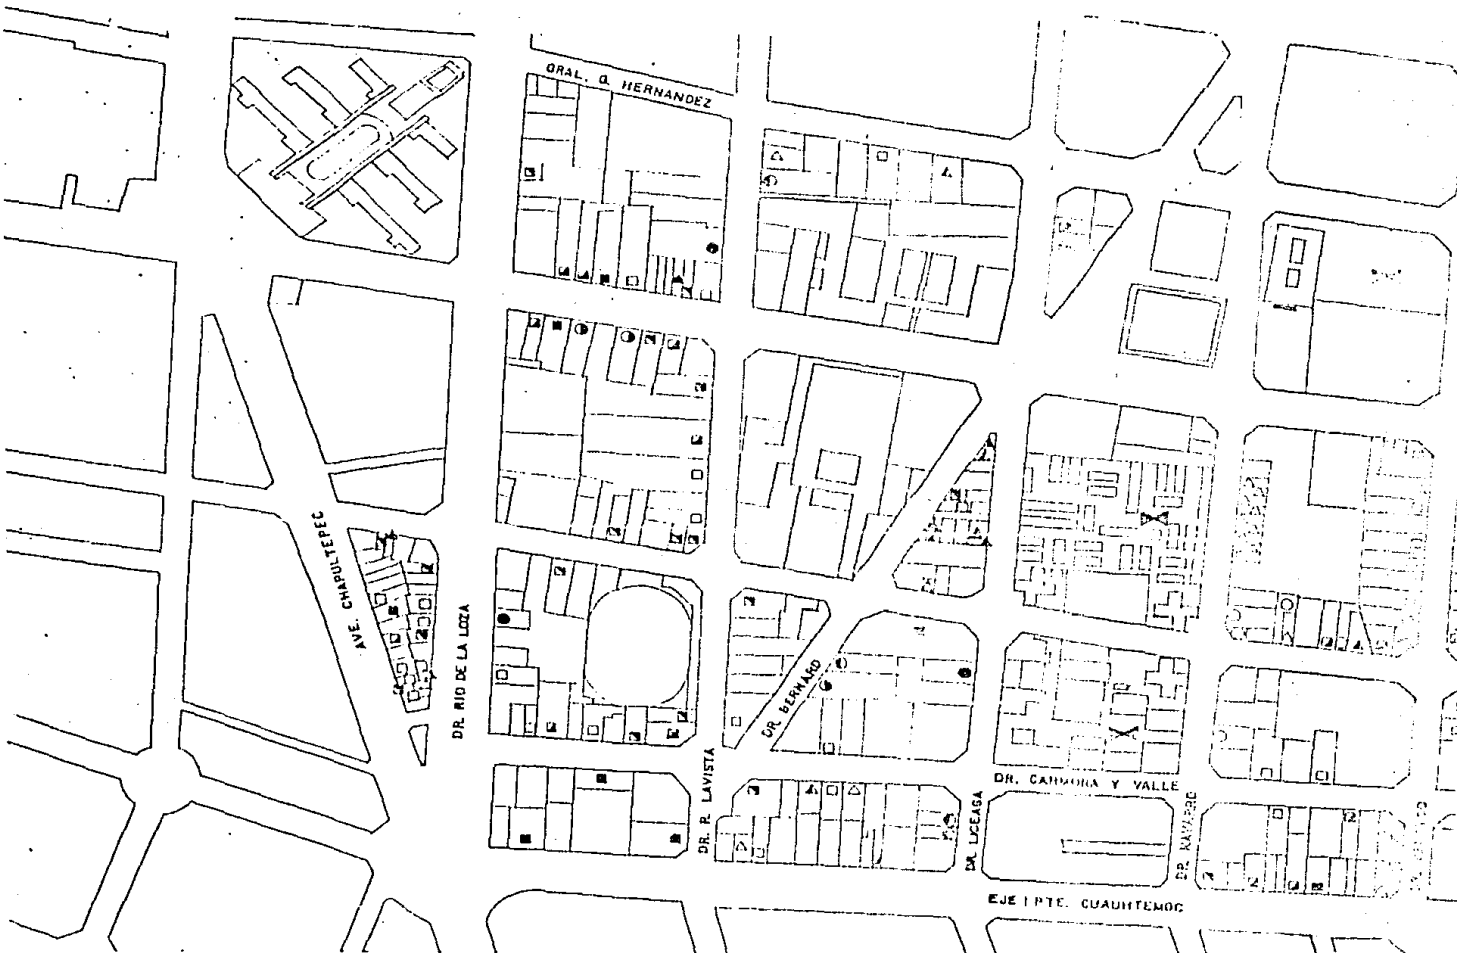 GRAL. G. HERNANDEZ
AVE. CHAPULTEPEC
DR. RIO DE LA LOZA
DR. BERNARD
DR. R. LAVISTA
DR. CARMONA Y VALLE
DR. LICEAGA
DR. NAVARRO
EJE 1 PTE. CUAUHTEMOC